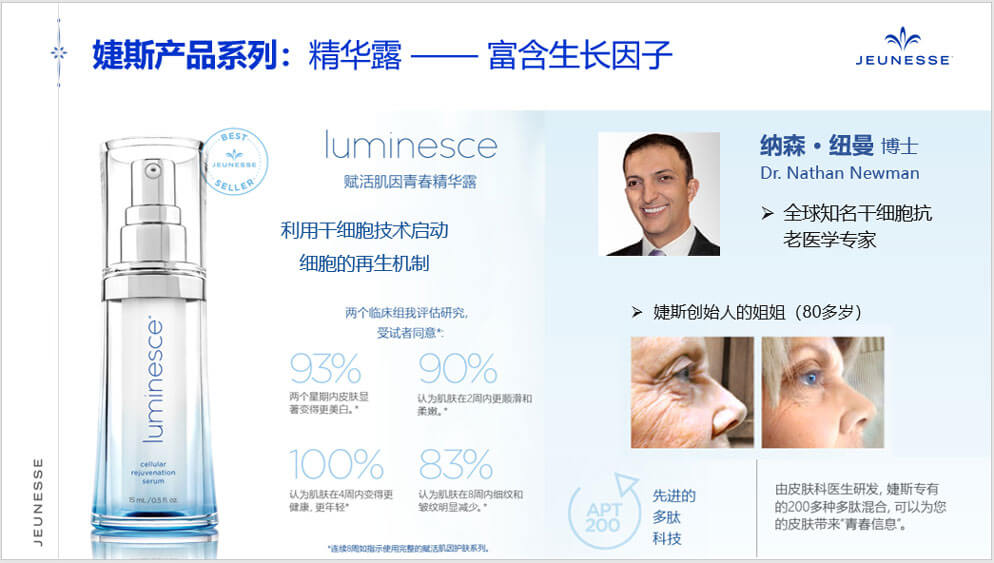 婕斯产品系列：精华露 —— 富含生长因子
JEUNESSE
BEST
JEUNESSE
SELLER
luminesce
赋活肌因青春精华露
利用干细胞技术启动
细胞的再生机制
两个临床组我评估研究，
受试者同意*:
93%
两个星期内皮肤显
著变得更美白。*
90%
认为肌肤在2周内更顺滑和
柔嫩。*
100%
认为肌肤在4周内变得更
健康，更年轻*
83%
认为肌肤在8周内细纹和
皱纹明显减少。*
*连续8周如指示使用完整的赋活肌因护肤系列。
luminesce
cellular
rejuvenation
serum
15 mL / 0.5 fl. oz.
JEUNESSE
纳森·纽曼 博士
Dr. Nathan Newman
➢ 全球知名干细胞抗
老医学专家
➢ 婕斯创始人的姐姐（80多岁）
APT
200
先进的
多肽
科技
由皮肤科医生研发，婕斯专有
的200多种多肽混合，可以为您
的皮肤带来“青春信息”。